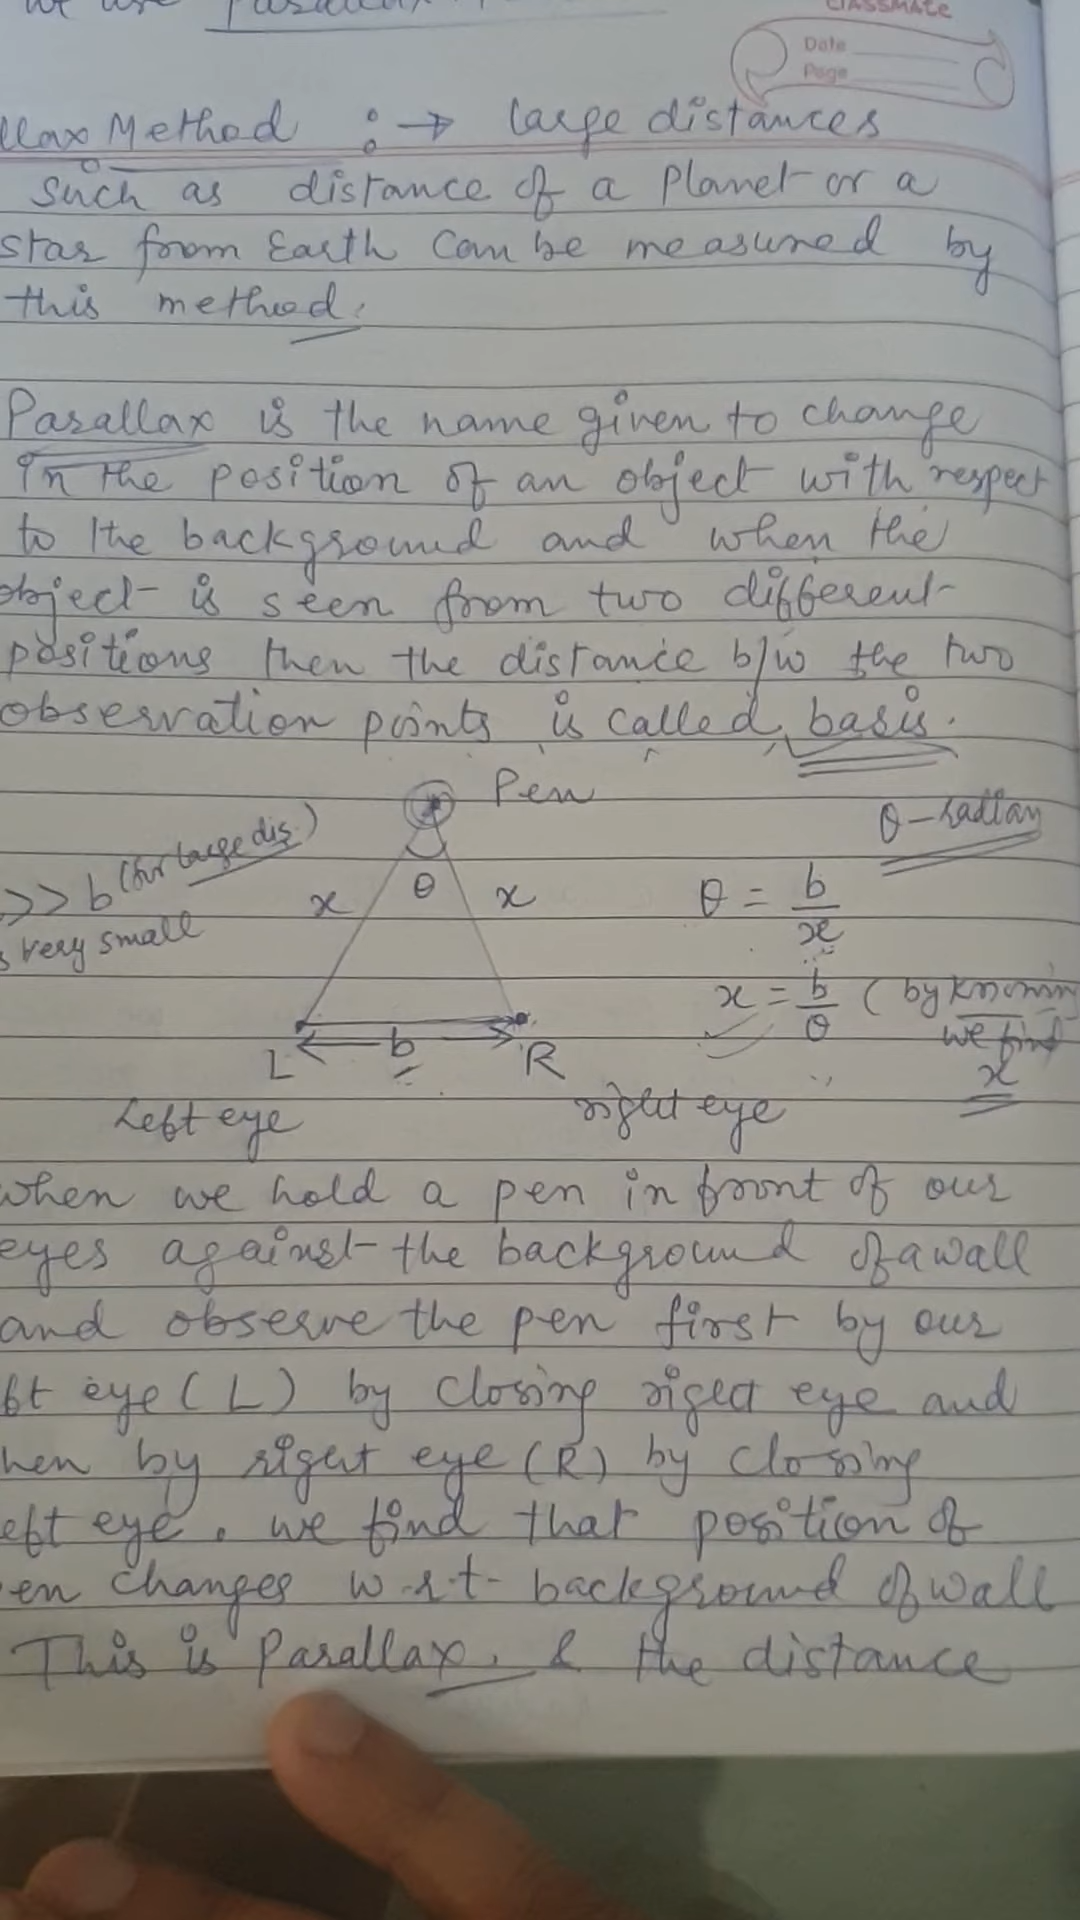 we use Parallax
CLASSMATE
Date
Page
llax Method :→ large distances
such as distance of a planet or a
star from Earth can be measured by
this method.
Parallax is the name given to change
in the position of an object with respect
to the background and when the
object is seen from two different
positions then the distance b/w the two
observation points is called basis.
Pen
θ-radian
>> b (for large dis.)
very small
x θ x
θ = b/x
x = b/θ (by knowing
we find
x
L b R
Left eye right eye
when we hold a pen in front of our
eyes against the background of a wall
and observe the pen first by our
ft eye (L) by closing right eye and
hen by right eye (R) by closing
eft eye. we find that position of
en changes w.r.t- background of wall
This is Parallax. & the distance